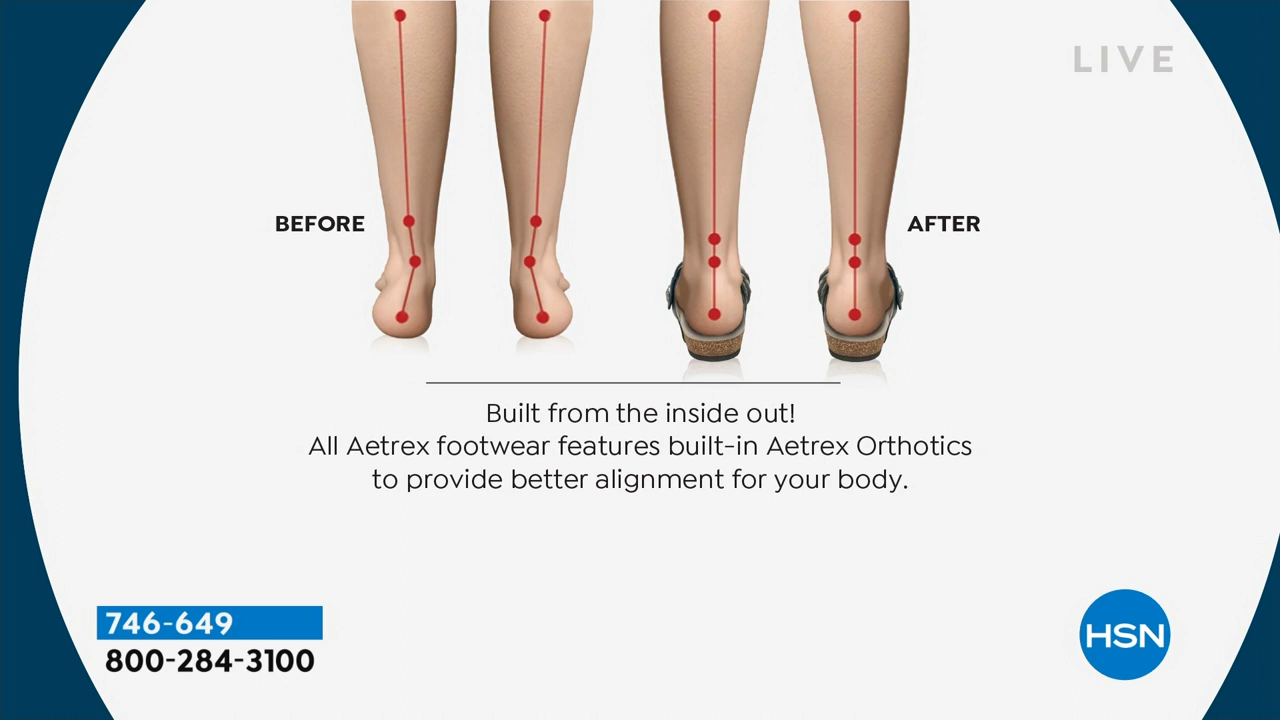 LIVE
BEFORE
AFTER
Built from the inside out!
All Aetrex footwear features built-in Aetrex Orthotics
to provide better alignment for your body.
746-649
800-284-3100
HSN